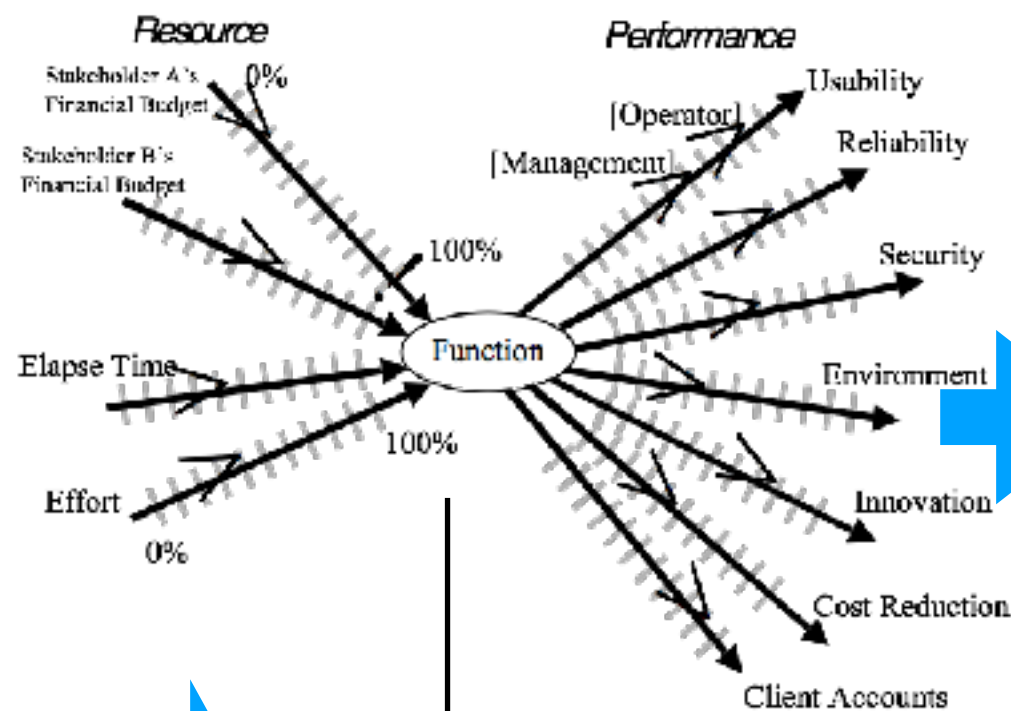 Resource
Performance
Stakeholder A's
Financial Budget
0%
Usability
[Operator]
Reliability
Stakeholder B's
Financial Budget
[Management]
100%
Security
Function
Elapse Time
Environment
100%
Effort
Innovation
0%
Cost Reduction
Client Accounts